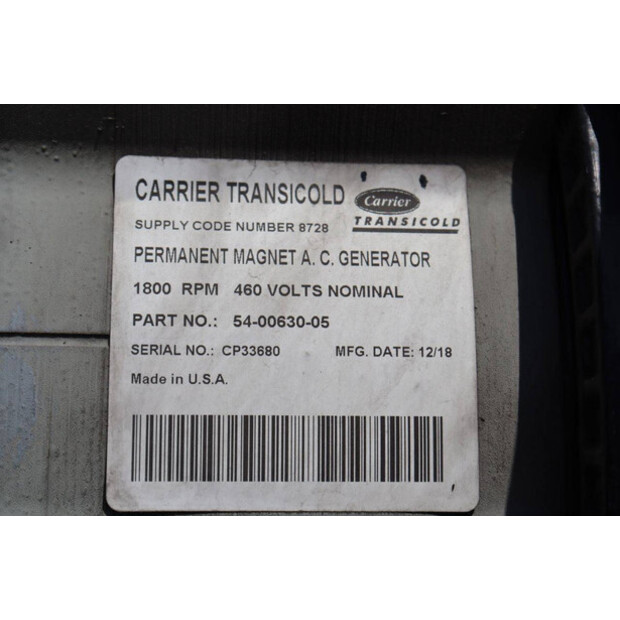 CARRIER TRANSICOLD
Carrier
TRANSICOLD
SUPPLY CODE NUMBER 8728
PERMANENT MAGNET A. C. GENERATOR
1800 RPM 460 VOLTS NOMINAL
PART NO.: 54-00630-05
SERIAL NO.: CP33680 MFG. DATE: 12/18
Made in U.S.A.